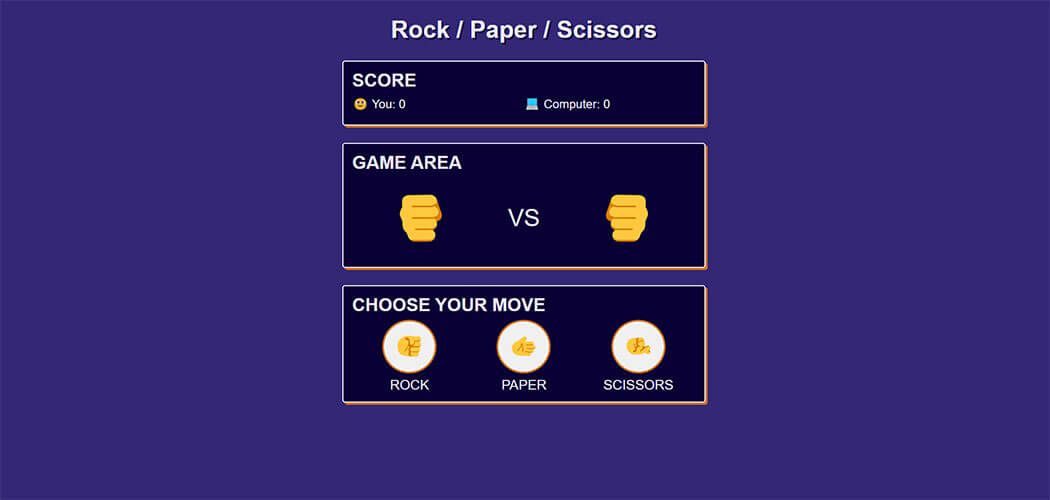 Rock / Paper / Scissors
SCORE
You: 0 Computer: 0
GAME AREA
VS
CHOOSE YOUR MOVE
ROCK PAPER SCISSORS